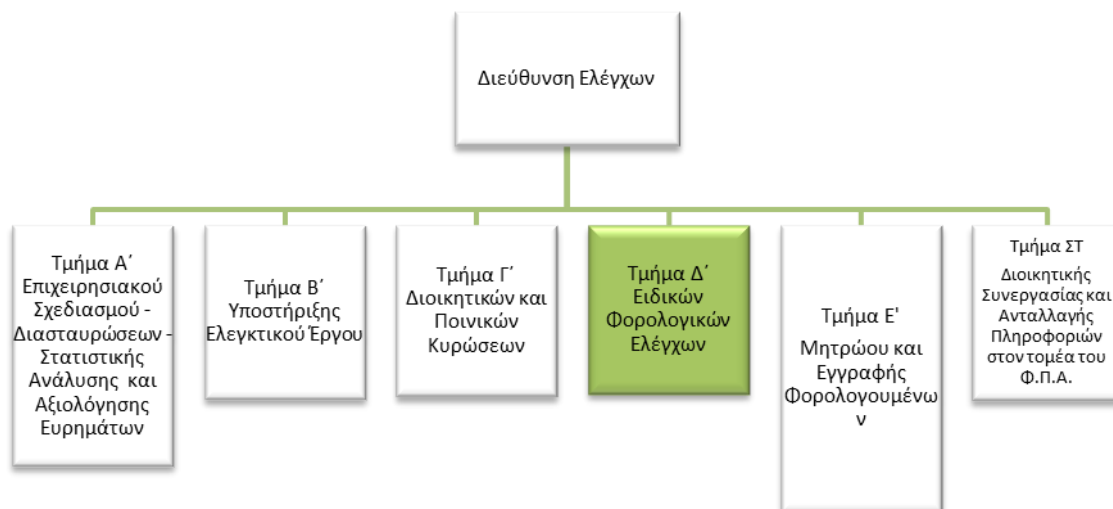 Διεύθυνση Ελέγχων
Τμήμα Α΄
Επιχειρησιακού
Σχεδιασμού -
Διασταυρώσεων -
Στατιστικής
Ανάλυσης και
Αξιολόγησης
Ευρημάτων
Τμήμα Β΄
Υποστήριξης
Ελεγκτικού Έργου
Τμήμα Γ΄
Διοικητικών και
Ποινικών
Κυρώσεων
Τμήμα Δ΄
Ειδικών
Φορολογικών
Ελέγχων
Τμήμα Ε'
Μητρώου και
Εγγραφής
Φορολογουμένω
ν
Τμήμα ΣΤ
Διοικητικής
Συνεργασίας και
Ανταλλαγής
Πληροφοριών
στον τομέα του
Φ.Π.Α.